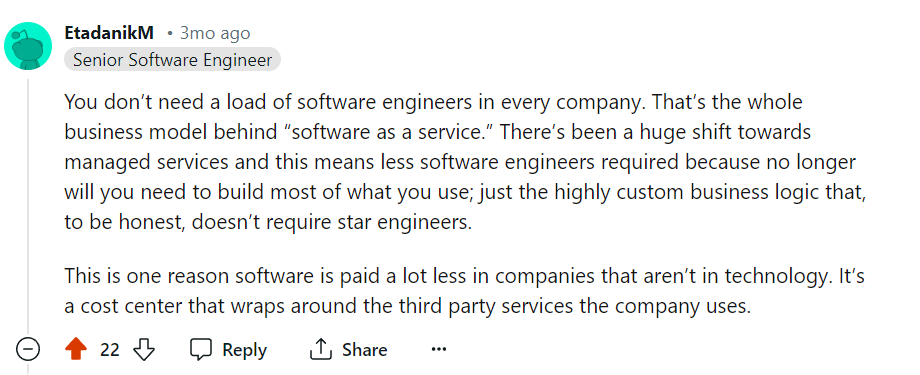 EtadanikM • 3mo ago
Senior Software Engineer
You don’t need a load of software engineers in every company. That’s the whole
business model behind “software as a service.” There’s been a huge shift towards
managed services and this means less software engineers required because no longer
will you need to build most of what you use; just the highly custom business logic that,
to be honest, doesn’t require star engineers.
This is one reason software is paid a lot less in companies that aren’t in technology. It’s
a cost center that wraps around the third party services the company uses.
22 Reply Share ...